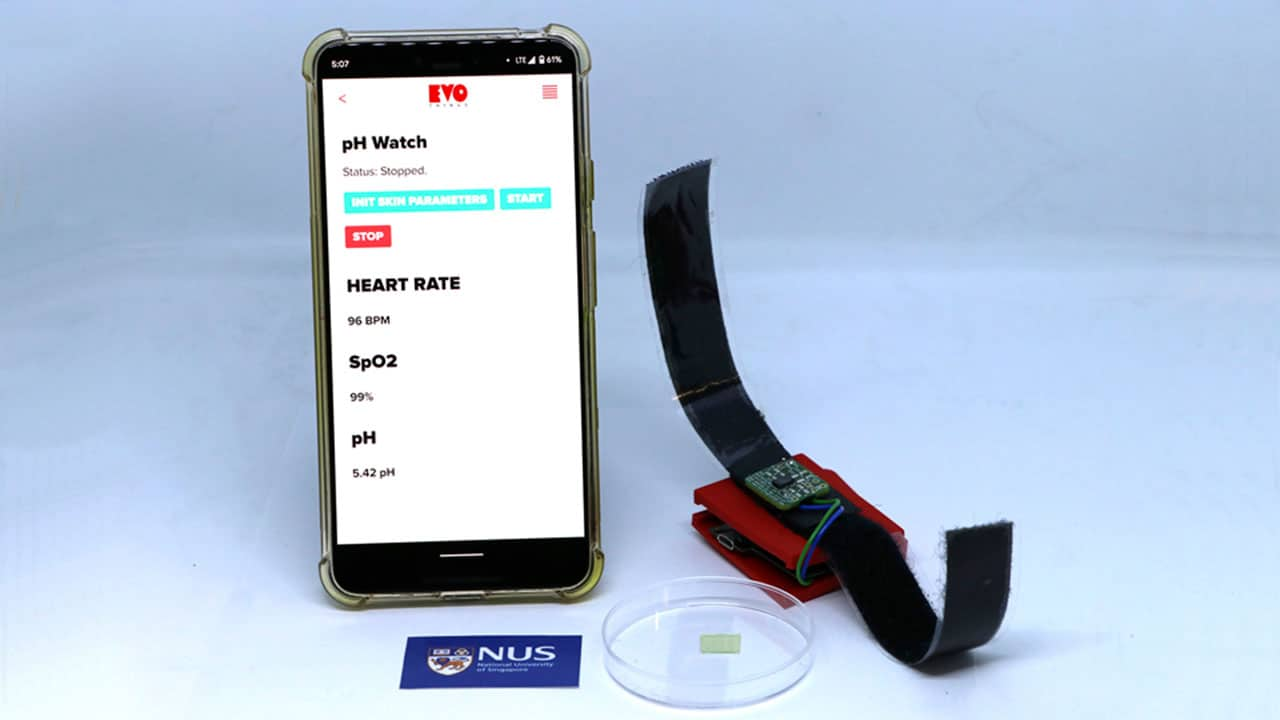 5:07
LTE 61%
<
EVO
THINGS
pH Watch
Status: Stopped.
INIT SKIN PARAMETERS START
STOP
HEART RATE
96 BPM
SpO2
99%
pH
5.42 pH
NUS
National University
of Singapore